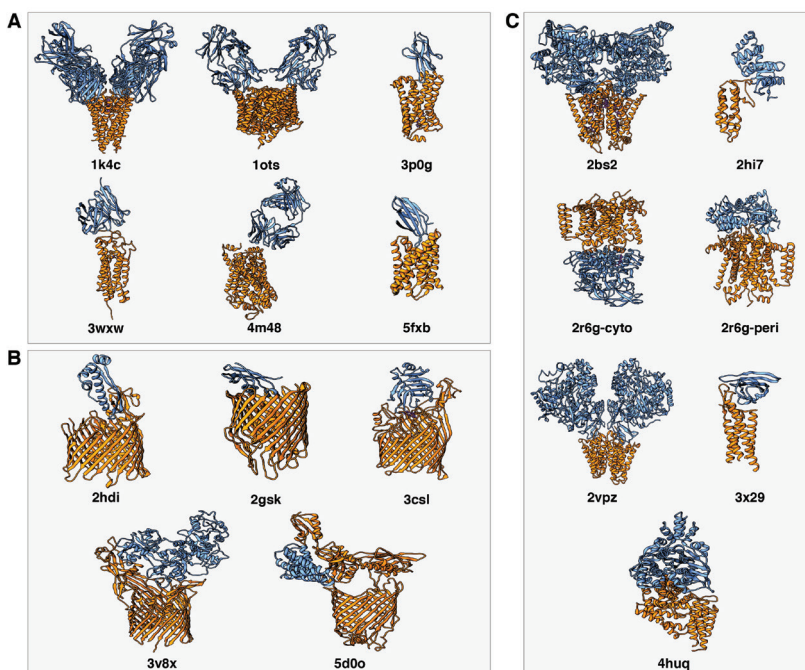 A
1k4c
1ots
3p0g
3wxw
4m48
5fxb
B
2hdi
2gsk
3csl
3v8x
5d0o
C
2bs2
2hi7
2r6g-cyto
2r6g-peri
2vpz
3x29
4huq